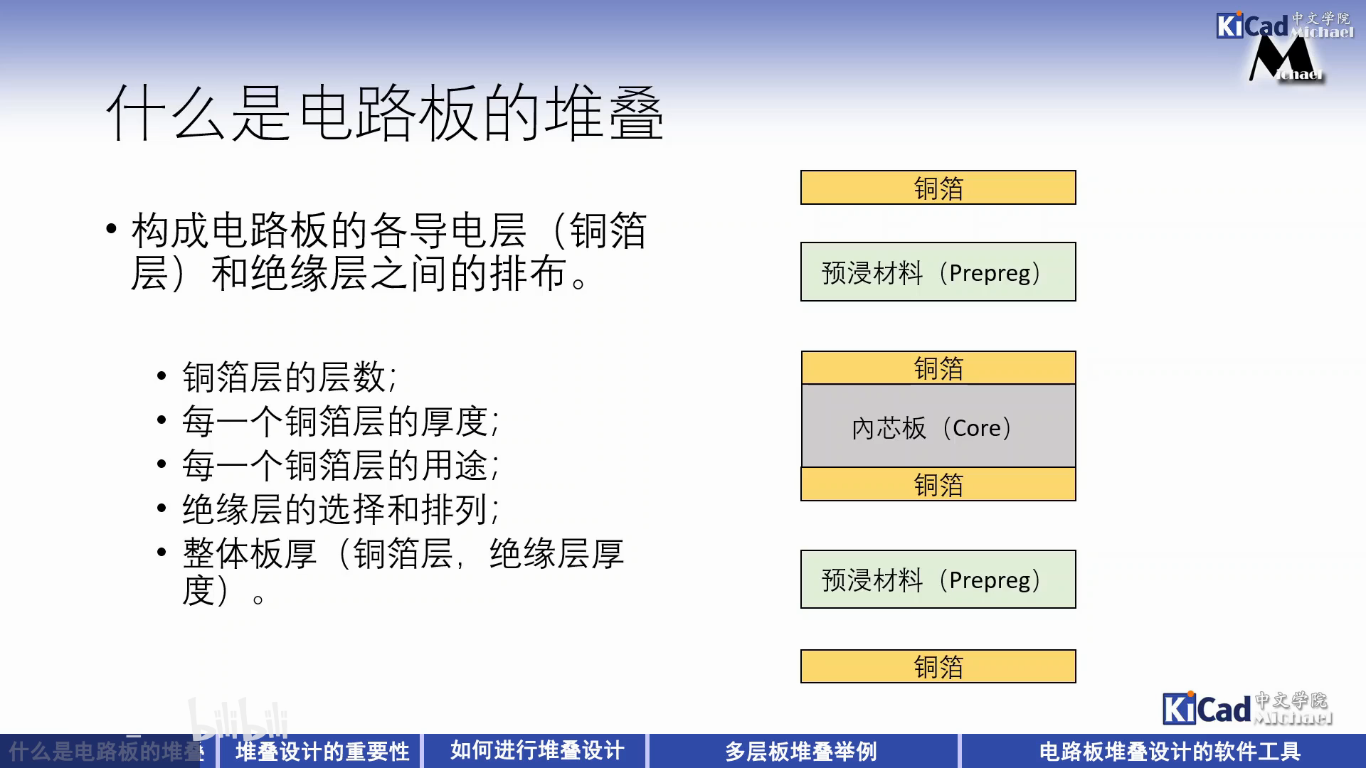 KiCad 中文学院
Michael
Michael
什么是电路板的堆叠
• 构成电路板的各导电层（铜箔
层）和绝缘层之间的排布。
• 铜箔层的层数；
• 每一个铜箔层的厚度；
• 每一个铜箔层的用途；
• 绝缘层的选择和排列；
• 整体板厚（铜箔层，绝缘层厚
度）。
铜箔
预浸材料（Prepreg）
铜箔
內芯板（Core）
铜箔
预浸材料（Prepreg）
铜箔
bilibili
KiCad 中文学院
Michael
什么是电路板的堆叠
堆叠设计的重要性
如何进行堆叠设计
多层板堆叠举例
电路板堆叠设计的软件工具